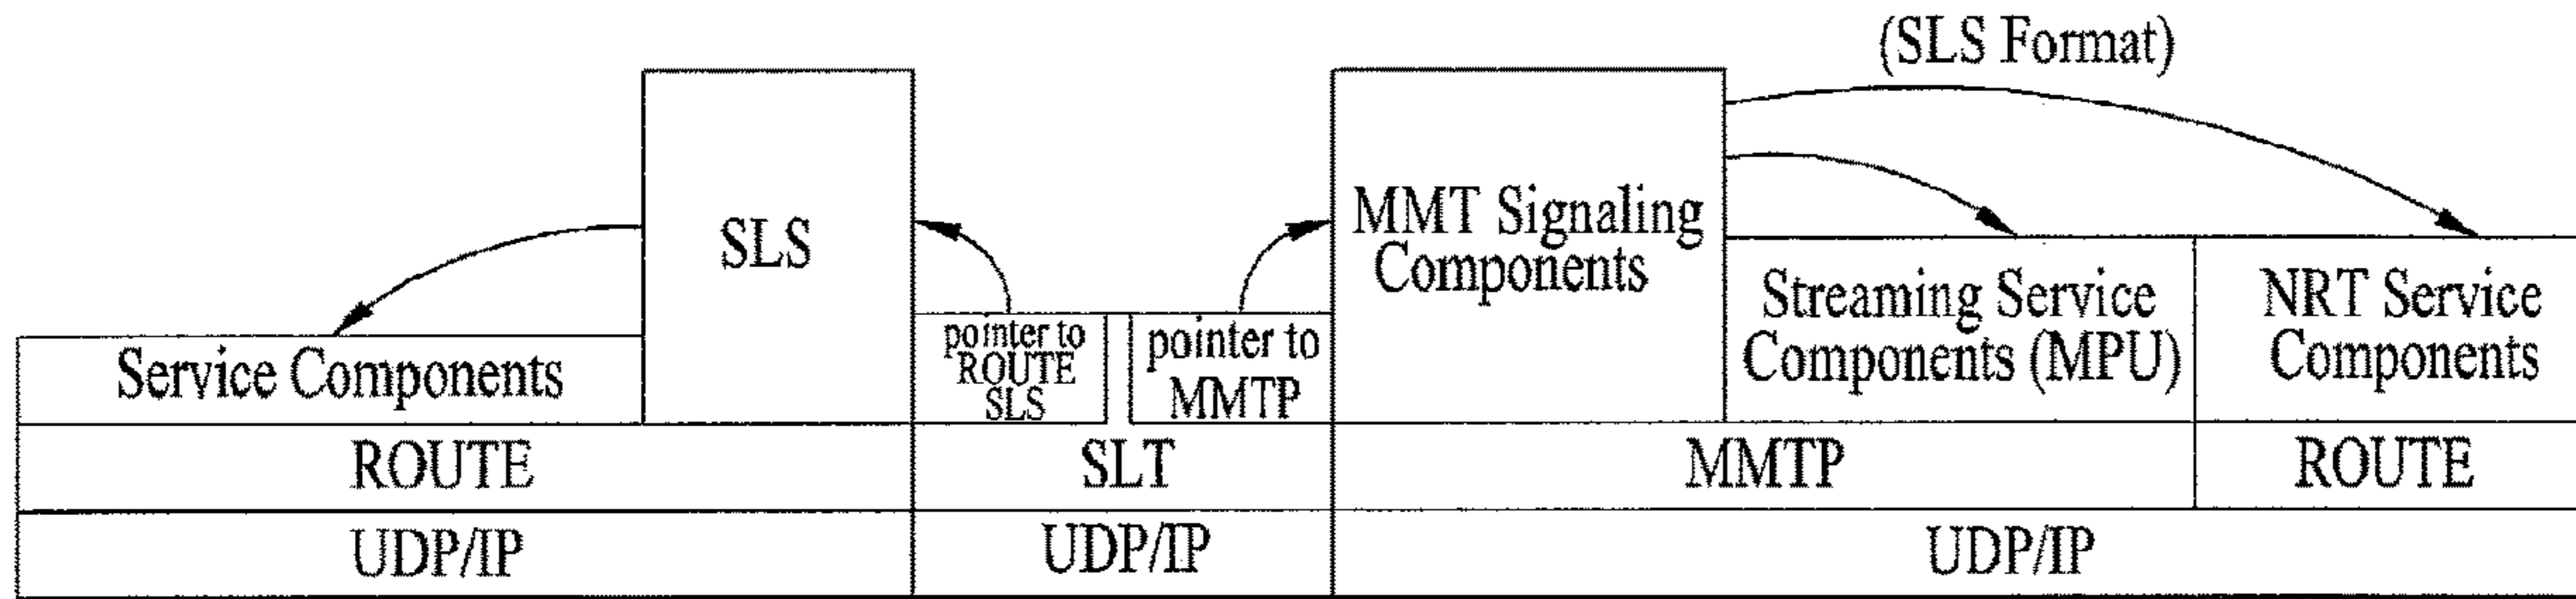 (SLS Format)
SLS
MMT Signaling
Components
Service Components
pointer to
ROUTE
SLS
pointer to
MMTP
Streaming Service
Components (MPU)
NRT Service
Components
ROUTE
SLT
MMTP
ROUTE
UDP/IP
UDP/IP
UDP/IP